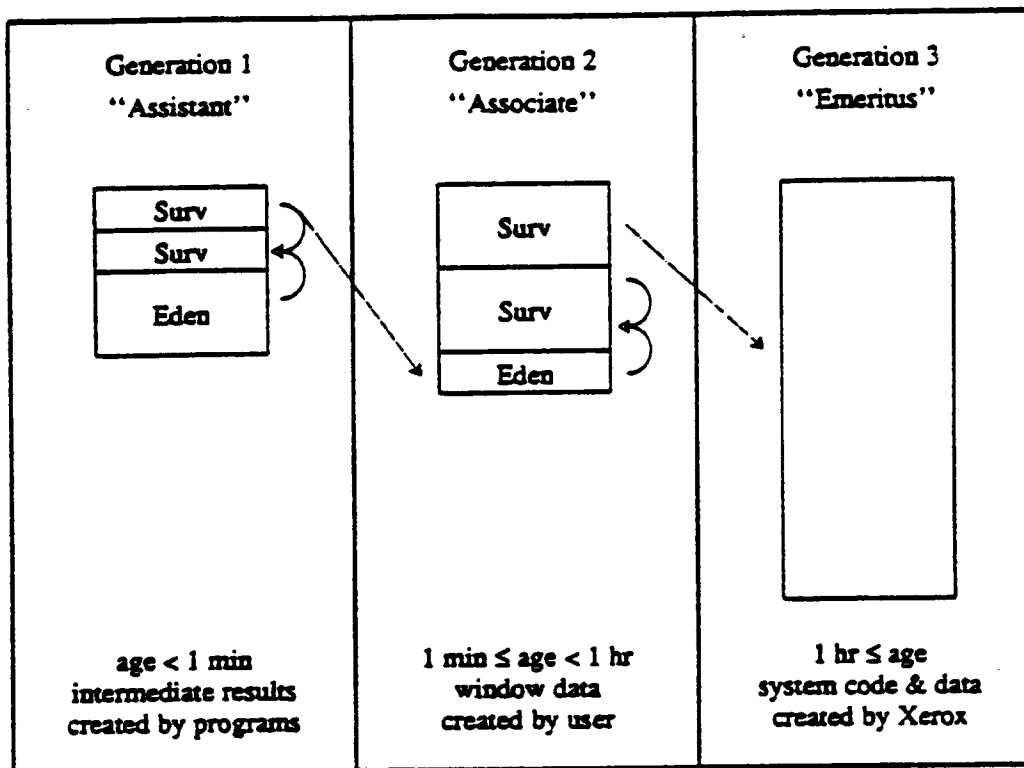 Generation 1
‘‘Assistant’’
Surv
Surv
Eden
age < 1 min
intermediate results
created by programs
Generation 2
‘‘Associate’’
Surv
Surv
Eden
1 min ≤ age < 1 hr
window data
created by user
Generation 3
‘‘Emeritus’’
1 hr ≤ age
system code & data
created by Xerox